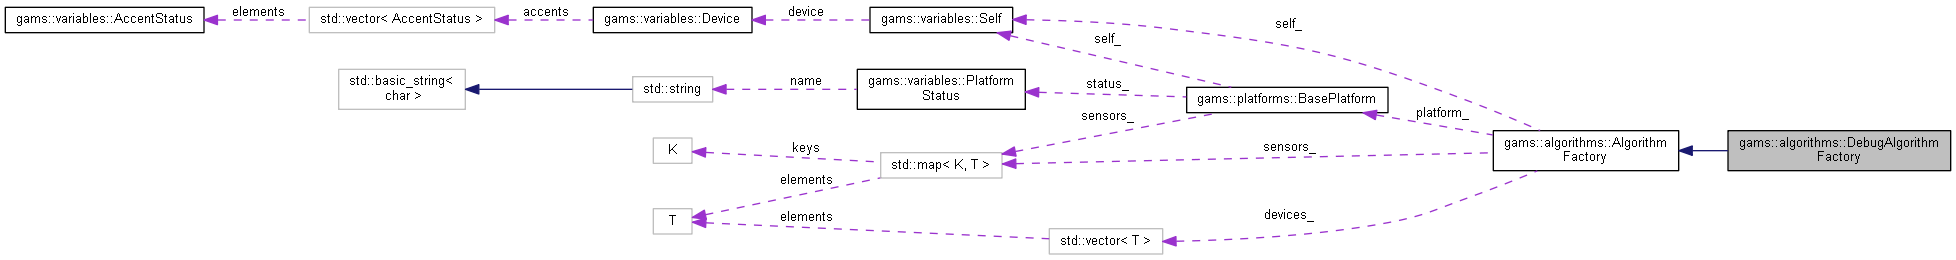 gams::variables::AccentStatus
elements
std::vector< AccentStatus >
accents
gams::variables::Device
device
gams::variables::Self
self_
self_
std::basic_string<
char >
std::string
name
gams::variables::Platform
Status
status_
gams::platforms::BasePlatform
platform_
sensors_
K
keys
std::map< K, T >
sensors_
gams::algorithms::Algorithm
Factory
gams::algorithms::DebugAlgorithm
Factory
elements
T
elements
std::vector< T >
devices_